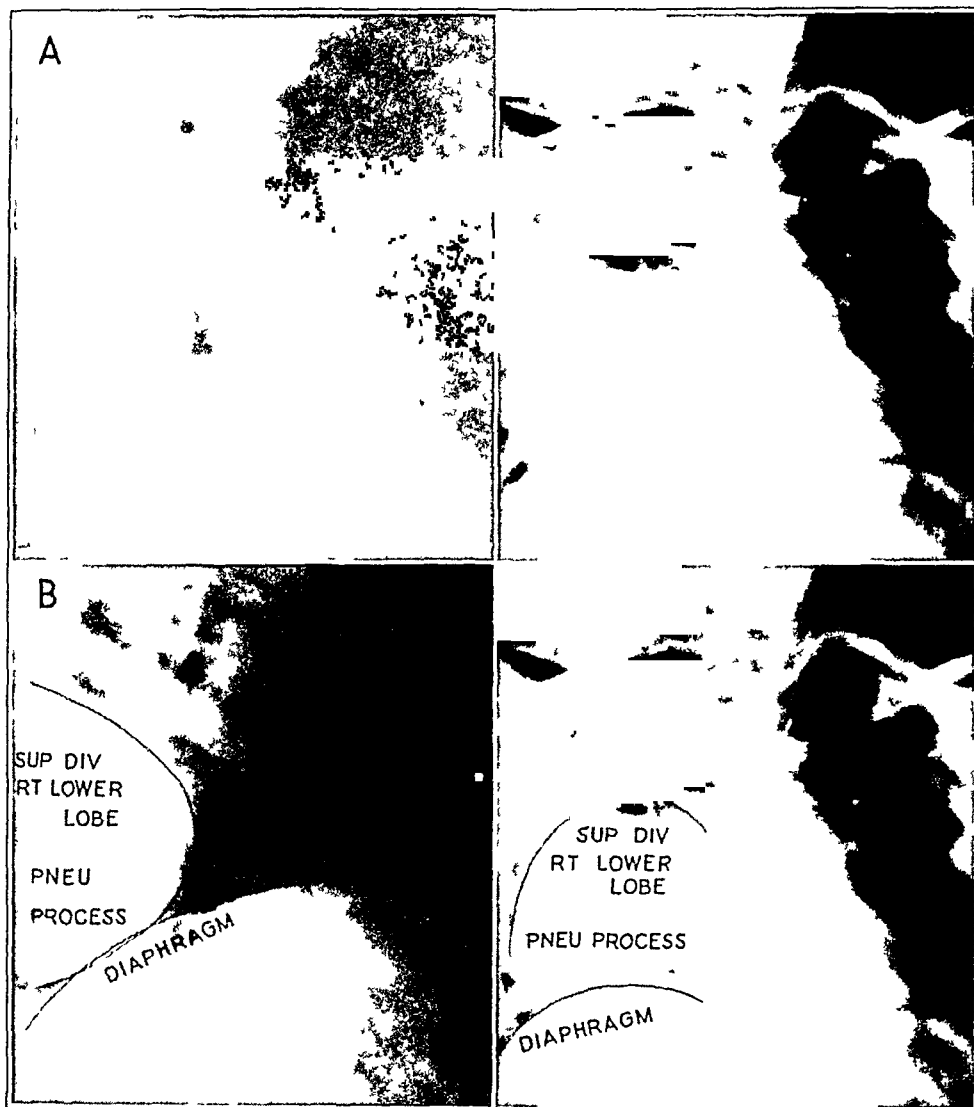 A
B
SUP DIV
RT LOWER
LOBE
PNEU
PROCESS
DIAPHRAGM
SUP DIV
RT LOWER
LOBE
PNEU PROCESS
DIAPHRAGM